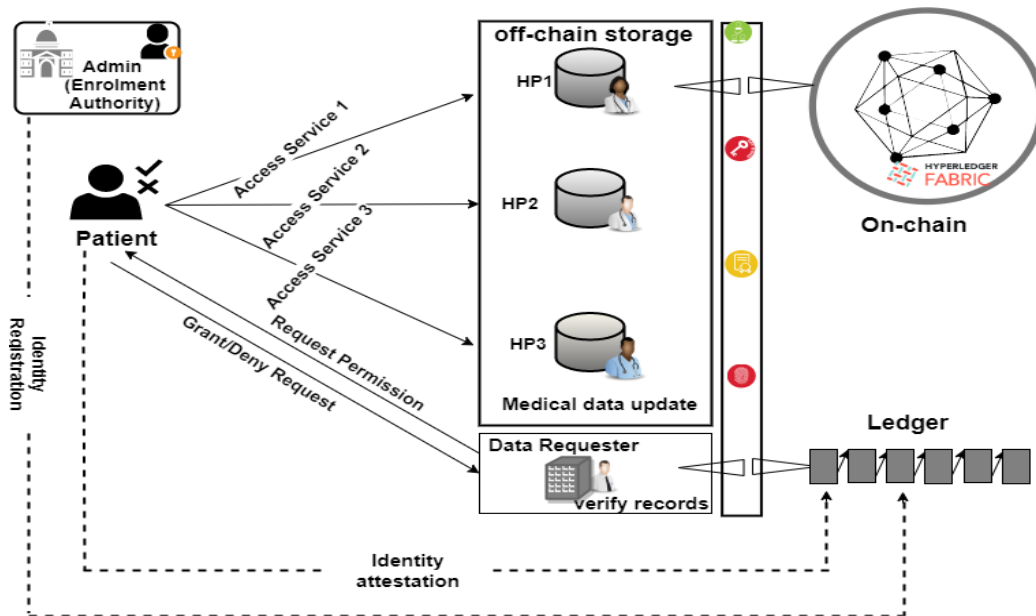 Admin
(Enrolment
Authority)
off-chain storage
HP1
HYPERLEDGER
FABRIC
On-chain
Access Service 1
Access Service 2
Access Service 3
HP2
Patient
HP3
Medical data update
Request Permission
Grant/Deny Request
Identity
Registration
Data Requester
verify records
Ledger
Identity
attestation